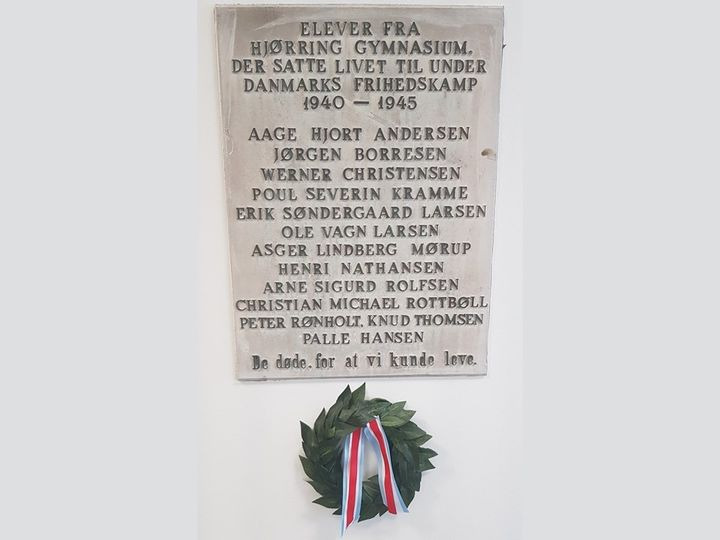 ELEVER FRA
HJØRRING GYMNASIUM,
DER SATTE LIVET TIL UNDER
DANMARKS FRIHEDSKAMP
1940 — 1945
AAGE HJORT ANDERSEN
JØRGEN BORRESEN
WERNER CHRISTENSEN
POUL SEVERIN KRAMME
ERIK SØNDERGAARD LARSEN
OLE VAGN LARSEN
ASGER LINDBERG MØRUP
HENRI NATHANSEN
ARNE SIGURD ROLFSEN
CHRISTIAN MICHAEL ROTTBØLL
PETER RØNHOLT, KNUD THOMSEN
PALLE HANSEN
De døde, for at vi kunde leve.